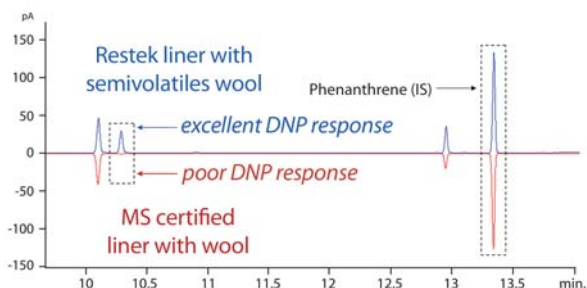 pA
150
100
50
0
-50
-100
-150
Restek liner with
semivolatiles wool
excellent DNP response
poor DNP response
MS certified
liner with wool
Phenanthrene (IS)
10
10.5
11
11.5
12
12.5
13
13.5
min